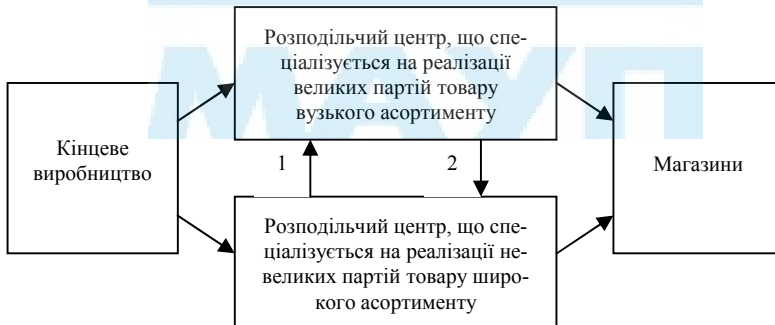 МАУП
Розподільчий центр, що спе-
ціалізується на реалізації
великих партій товару
вузького асортименту
Кінцеве
виробництво
1
2
Магазини
Розподільчий центр, що спе-
ціалізується на реалізації не-
великих партій товару широ-
кого асортименту